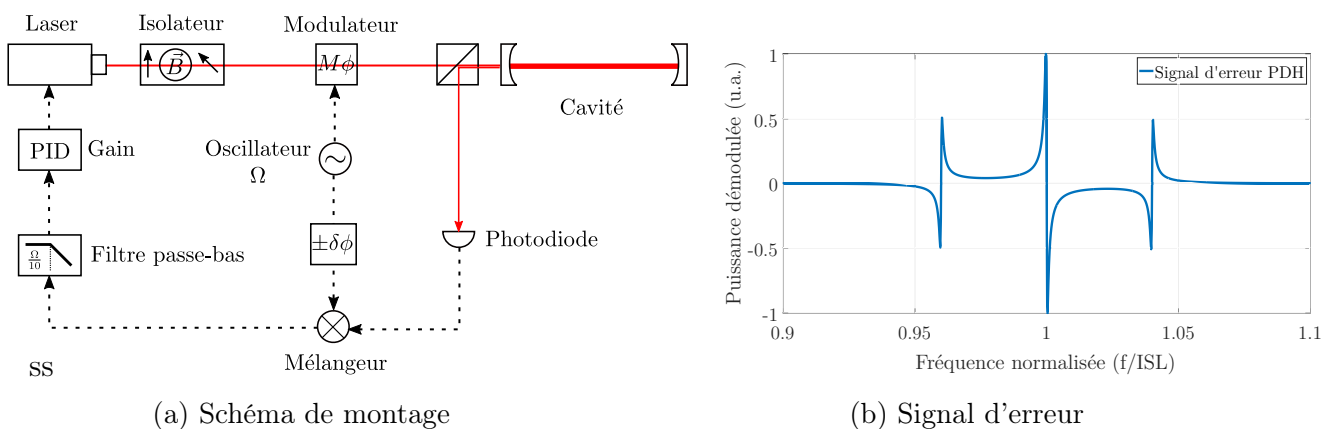 Laser
Isolateur
Modulateur
B
Mϕ
Cavité
PID
Gain
Oscillateur
Ω
±δϕ
Photodiode
Ω
10
Filtre passe-bas
Mélangeur
SS
(a) Schéma de montage
Signal d'erreur PDH
Puissance démodulée (u.a.)
1
0.5
0
-0.5
-1
0.9
0.95
1
1.05
1.1
Fréquence normalisée (f/ISL)
(b) Signal d'erreur